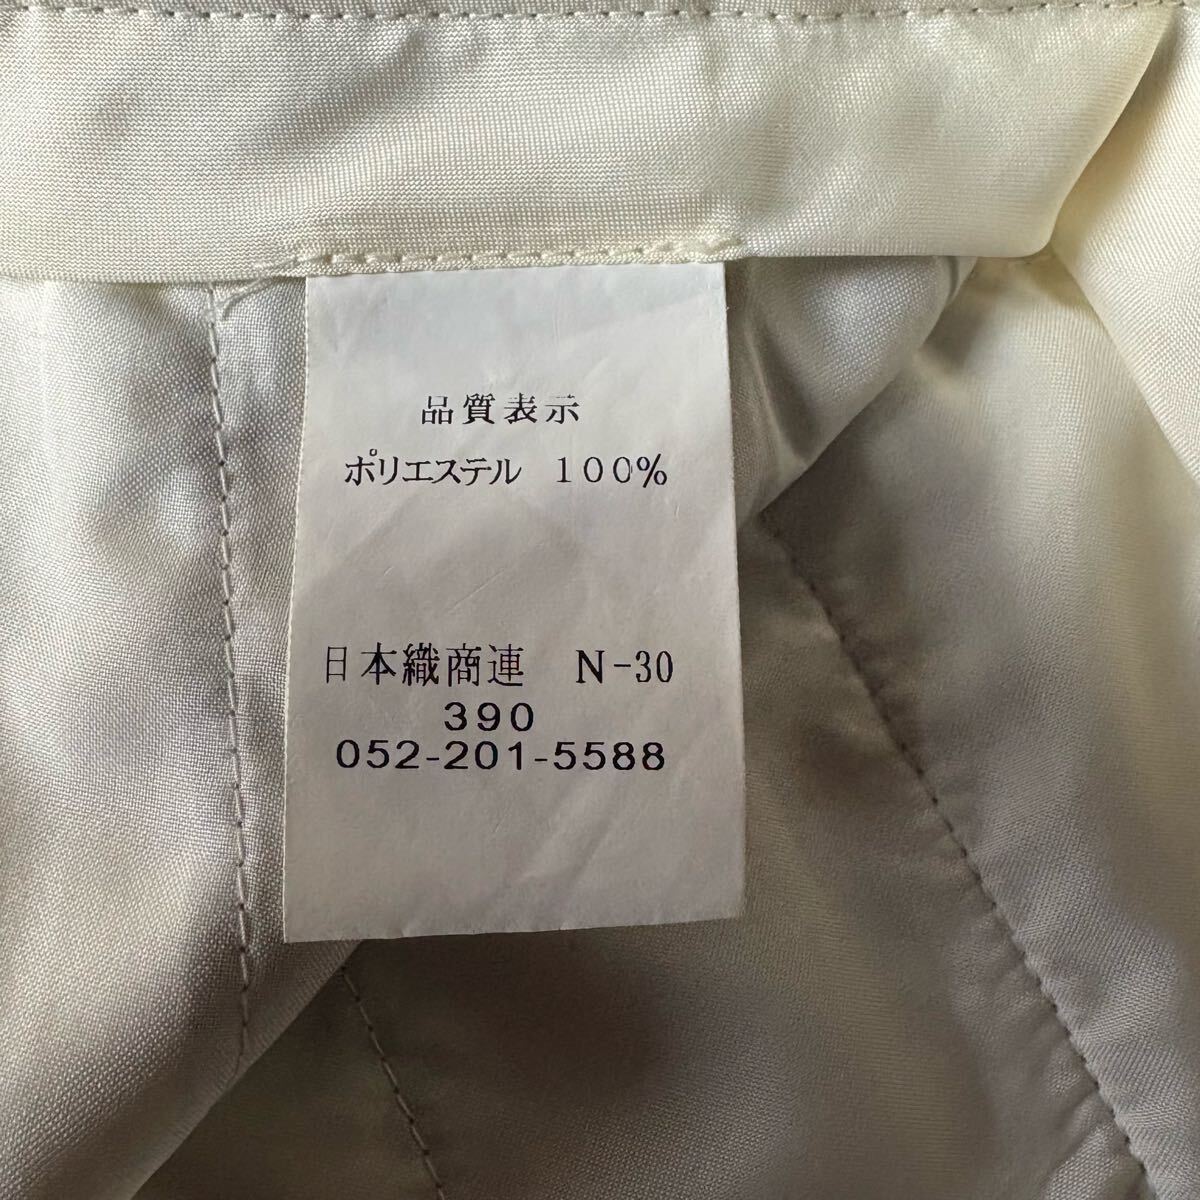 品質表示
ポリエステル 100%
日本織商連 N-30
390
052-201-5588